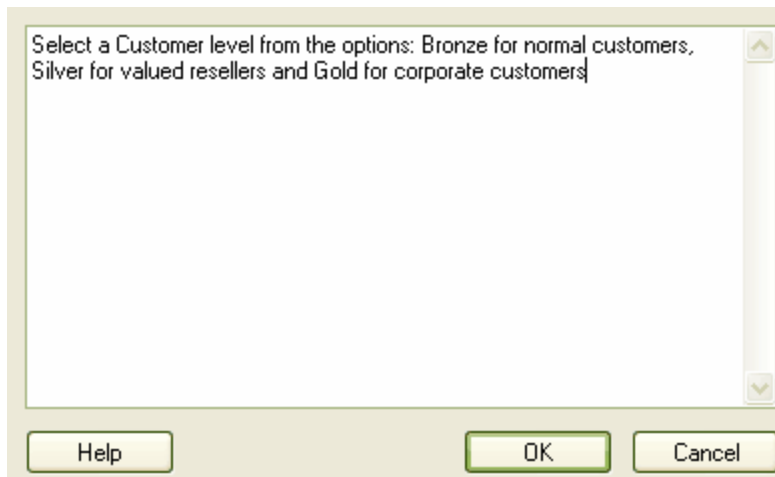 Select a Customer level from the options: Bronze for normal customers,
Silver for valued resellers and Gold for corporate customers
Help OK Cancel